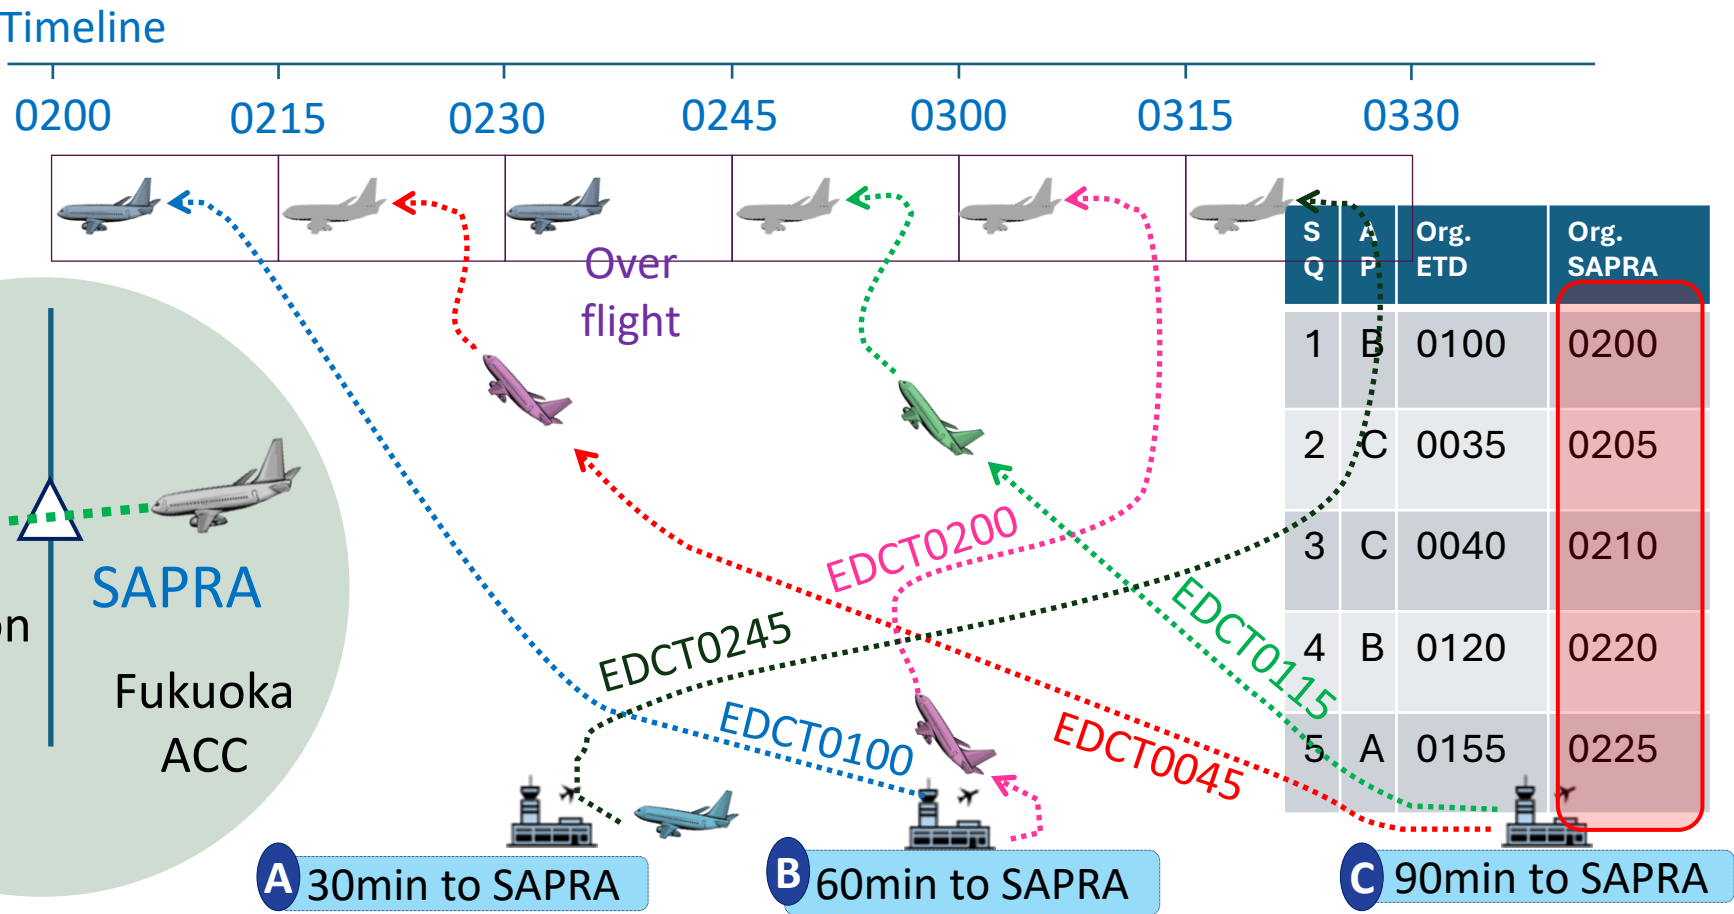 Timeline
0200 0215 0230 0245 0300 0315 0330
Over
flight
S A Org. Org.
Q P ETD SAPRA
1 B 0100 0200
2 C 0035 0205
3 C 0040 0210
4 B 0120 0220
5 A 0155 0225
EDCT0200
EDCT0245
EDCT0115
EDCT0100
EDCT0045
SAPRA
on
Fukuoka
ACC
A 30min to SAPRA
B 60min to SAPRA
C 90min to SAPRA